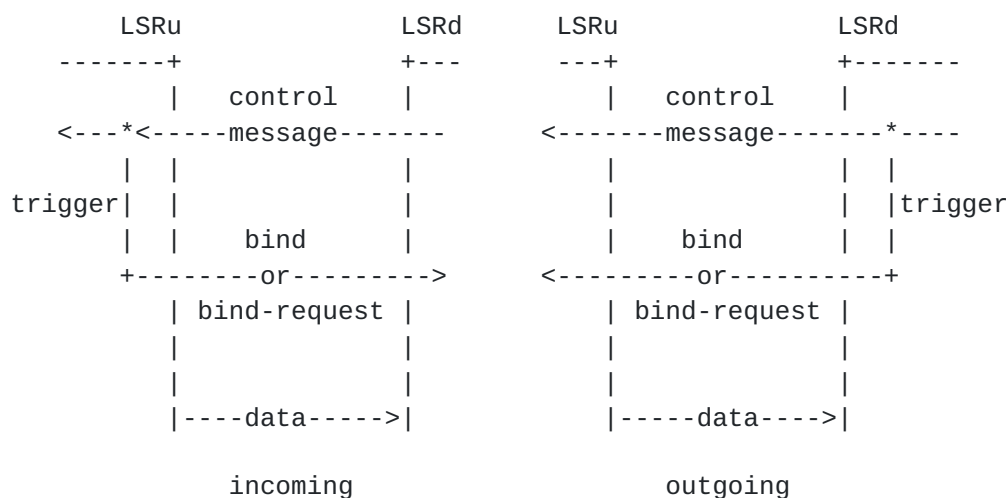 LSRu             LSRd      LSRu               LSRd
   -------+              +---      ---+              +-------
          |   control    |            |   control    |
   <---*<-----message-------      <-------message-------*----
       |  |              |            |              |  |
trigger|  |              |            |              |  |trigger
       |  |    bind      |            |    bind      |  |
       +--------or--------->      <---------or----------+
          | bind-request |            | bind-request |
          |              |            |              |
          |              |            |              |
          |----data----->|            |-----data---->|
              incoming                    outgoing